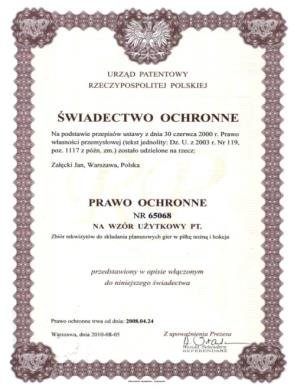 URZĄD PATENTOWY
RZECZYPOSPOLITEJ POLSKIEJ
ŚWIADECTWO OCHRONNE
Na podstawie przepisów ustawy z dnia 30 czerwca 2000 r. Prawo
własności przemysłowej (tekst jednolity: Dz. U. z 2003 r. Nr 119,
poz. 1117 z późn. zm.) zostało udzielone na rzecz:
Załęcki Jan, Warszawa, Polska
PRAWO OCHRONNE
NR 65068
NA WZÓR UŻYTKOWY PT.
Zbiór rekwizytów do składania planszowych gier w piłkę nożną i hokeja
przedstawiony w opisie włączonym
do niniejszego świadectwa
Prawo ochronne trwa od dnia: 2008.04.24
Warszawa, dnia 2010-08-05
Z upoważnienia Prezesa
REFERENDARZ